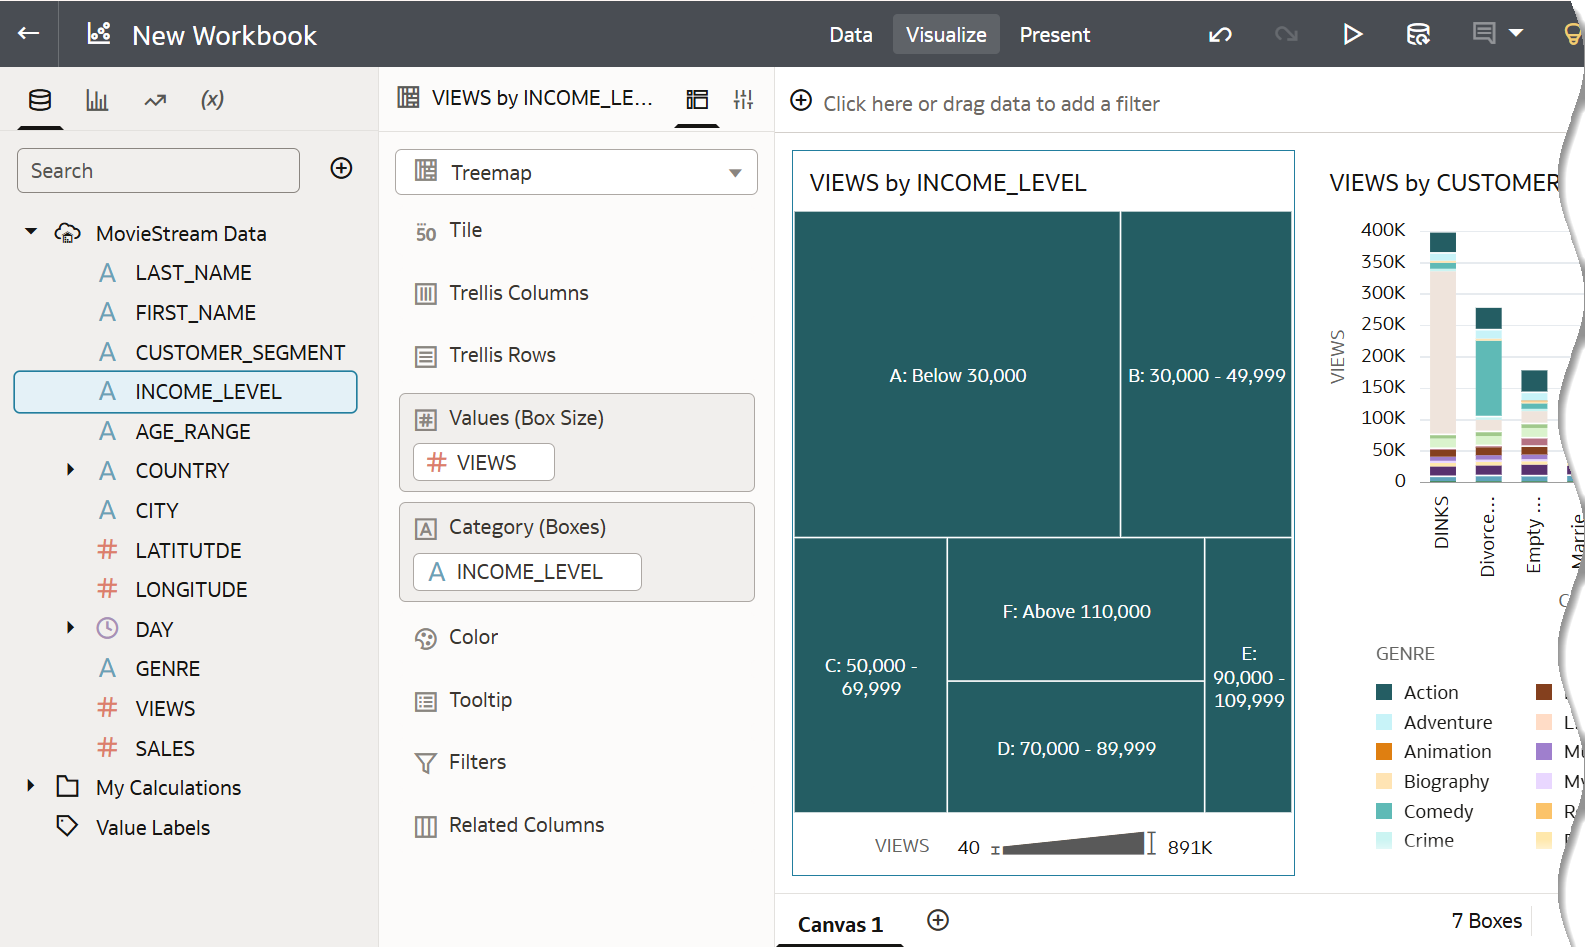 New Workbook
Data
Visualize
Present
(x)
Search
MovieStream Data
A LAST_NAME
A FIRST_NAME
A CUSTOMER_SEGMENT
A INCOME_LEVEL
A AGE_RANGE
A COUNTRY
A CITY
# LATITUTDE
# LONGITUDE
DAY
A GENRE
# VIEWS
# SALES
My Calculations
Value Labels
VIEWS by INCOME_LE...
Treemap
50 Tile
Trellis Columns
Trellis Rows
# Values (Box Size)
# VIEWS
A Category (Boxes)
A INCOME_LEVEL
Color
Tooltip
Filters
Related Columns
Click here or drag data to add a filter
VIEWS by INCOME_LEVEL
A: Below 30,000
B: 30,000 - 49,999
C: 50,000 -
69,999
F: Above 110,000
D: 70,000 - 89,999
E:
90,000 -
109,999
VIEWS 40 891K
VIEWS by CUSTOMER
400K
350K
300K
250K
200K
150K
100K
50K
0
VIEWS
DINKS
Divorce...
Empty ...
Marrie
C
GENRE
Action
Adventure
Animation
Biography
Comedy
Crime
L
Mu
My
R
Canvas 1
7 Boxes